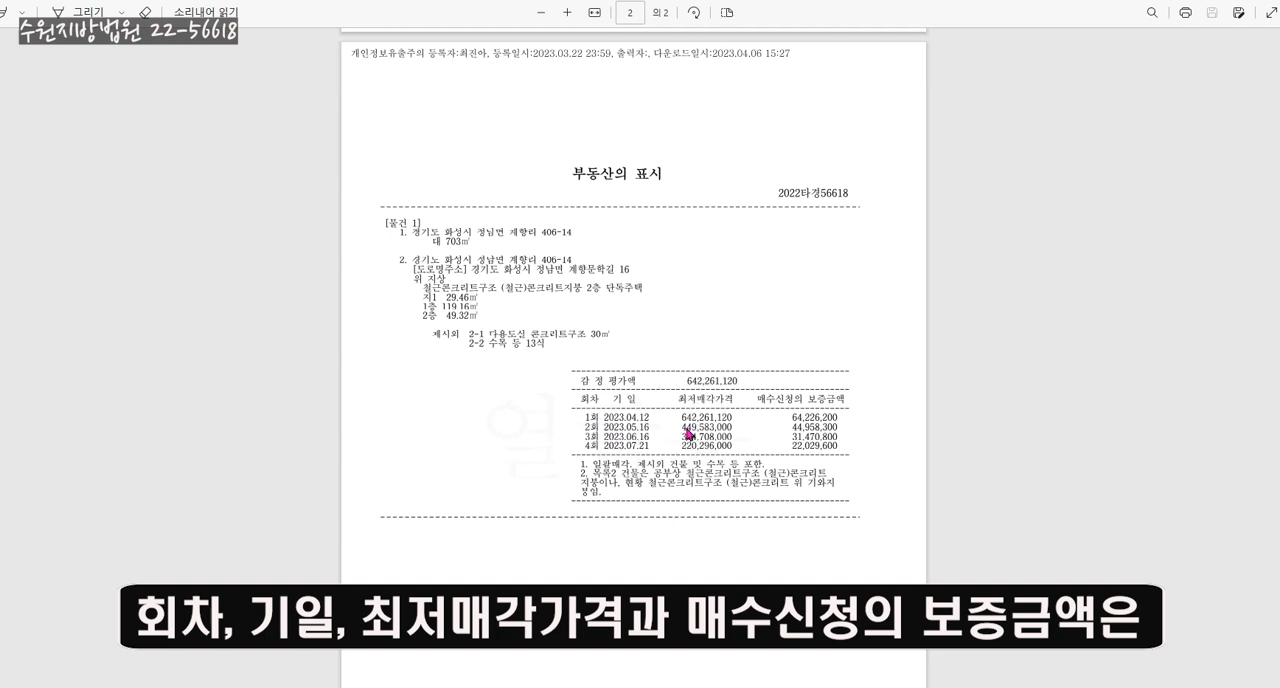 그리기
소리내어 읽기
2
의 2
수원지방법원 22-56618
개인정보유출주의 등록자:최진아, 등록일시:2023.03.22 23:59, 출력자:, 다운로드일시:2023.04.06 15:27
부동산의 표시
2022타경56618
[물건 1]
1. 경기도 화성시 정남면 계향리 406-14
대 703㎡
2. 경기도 화성시 정남면 계향리 406-14
[도로명주소] 경기도 화성시 정남면 계향문학길 16
위 지상
철근콘크리트구조 (철근)콘크리트지붕 2층 단독주택
지1 29.46㎡
1층 119.16㎡
2층 49.32㎡
제시외 2-1 다용도실 콘크리트구조 30㎡
2-2 수목 등 13식
감 정 평가액 642,261,120
회차 기 일 최저매각가격 매수신청의 보증금액
1회 2023.04.12 642,261,120 64,226,200
2회 2023.05.16 449,583,000 44,958,300
3회 2023.06.16 708,000 31,470,800
4회 2023.07.21 220,296,000 22,029,600
1. 일괄매각. 제시외 건물 및 수목 등 포함.
2. 목록2 건물은 공부상 철근콘크리트구조 (철근)콘크리트
지붕이나, 현황 철근콘크리트구조 (철근)콘크리트 위 기와지
붕임.
열
회차, 기일, 최저매각가격과 매수신청의 보증금액은